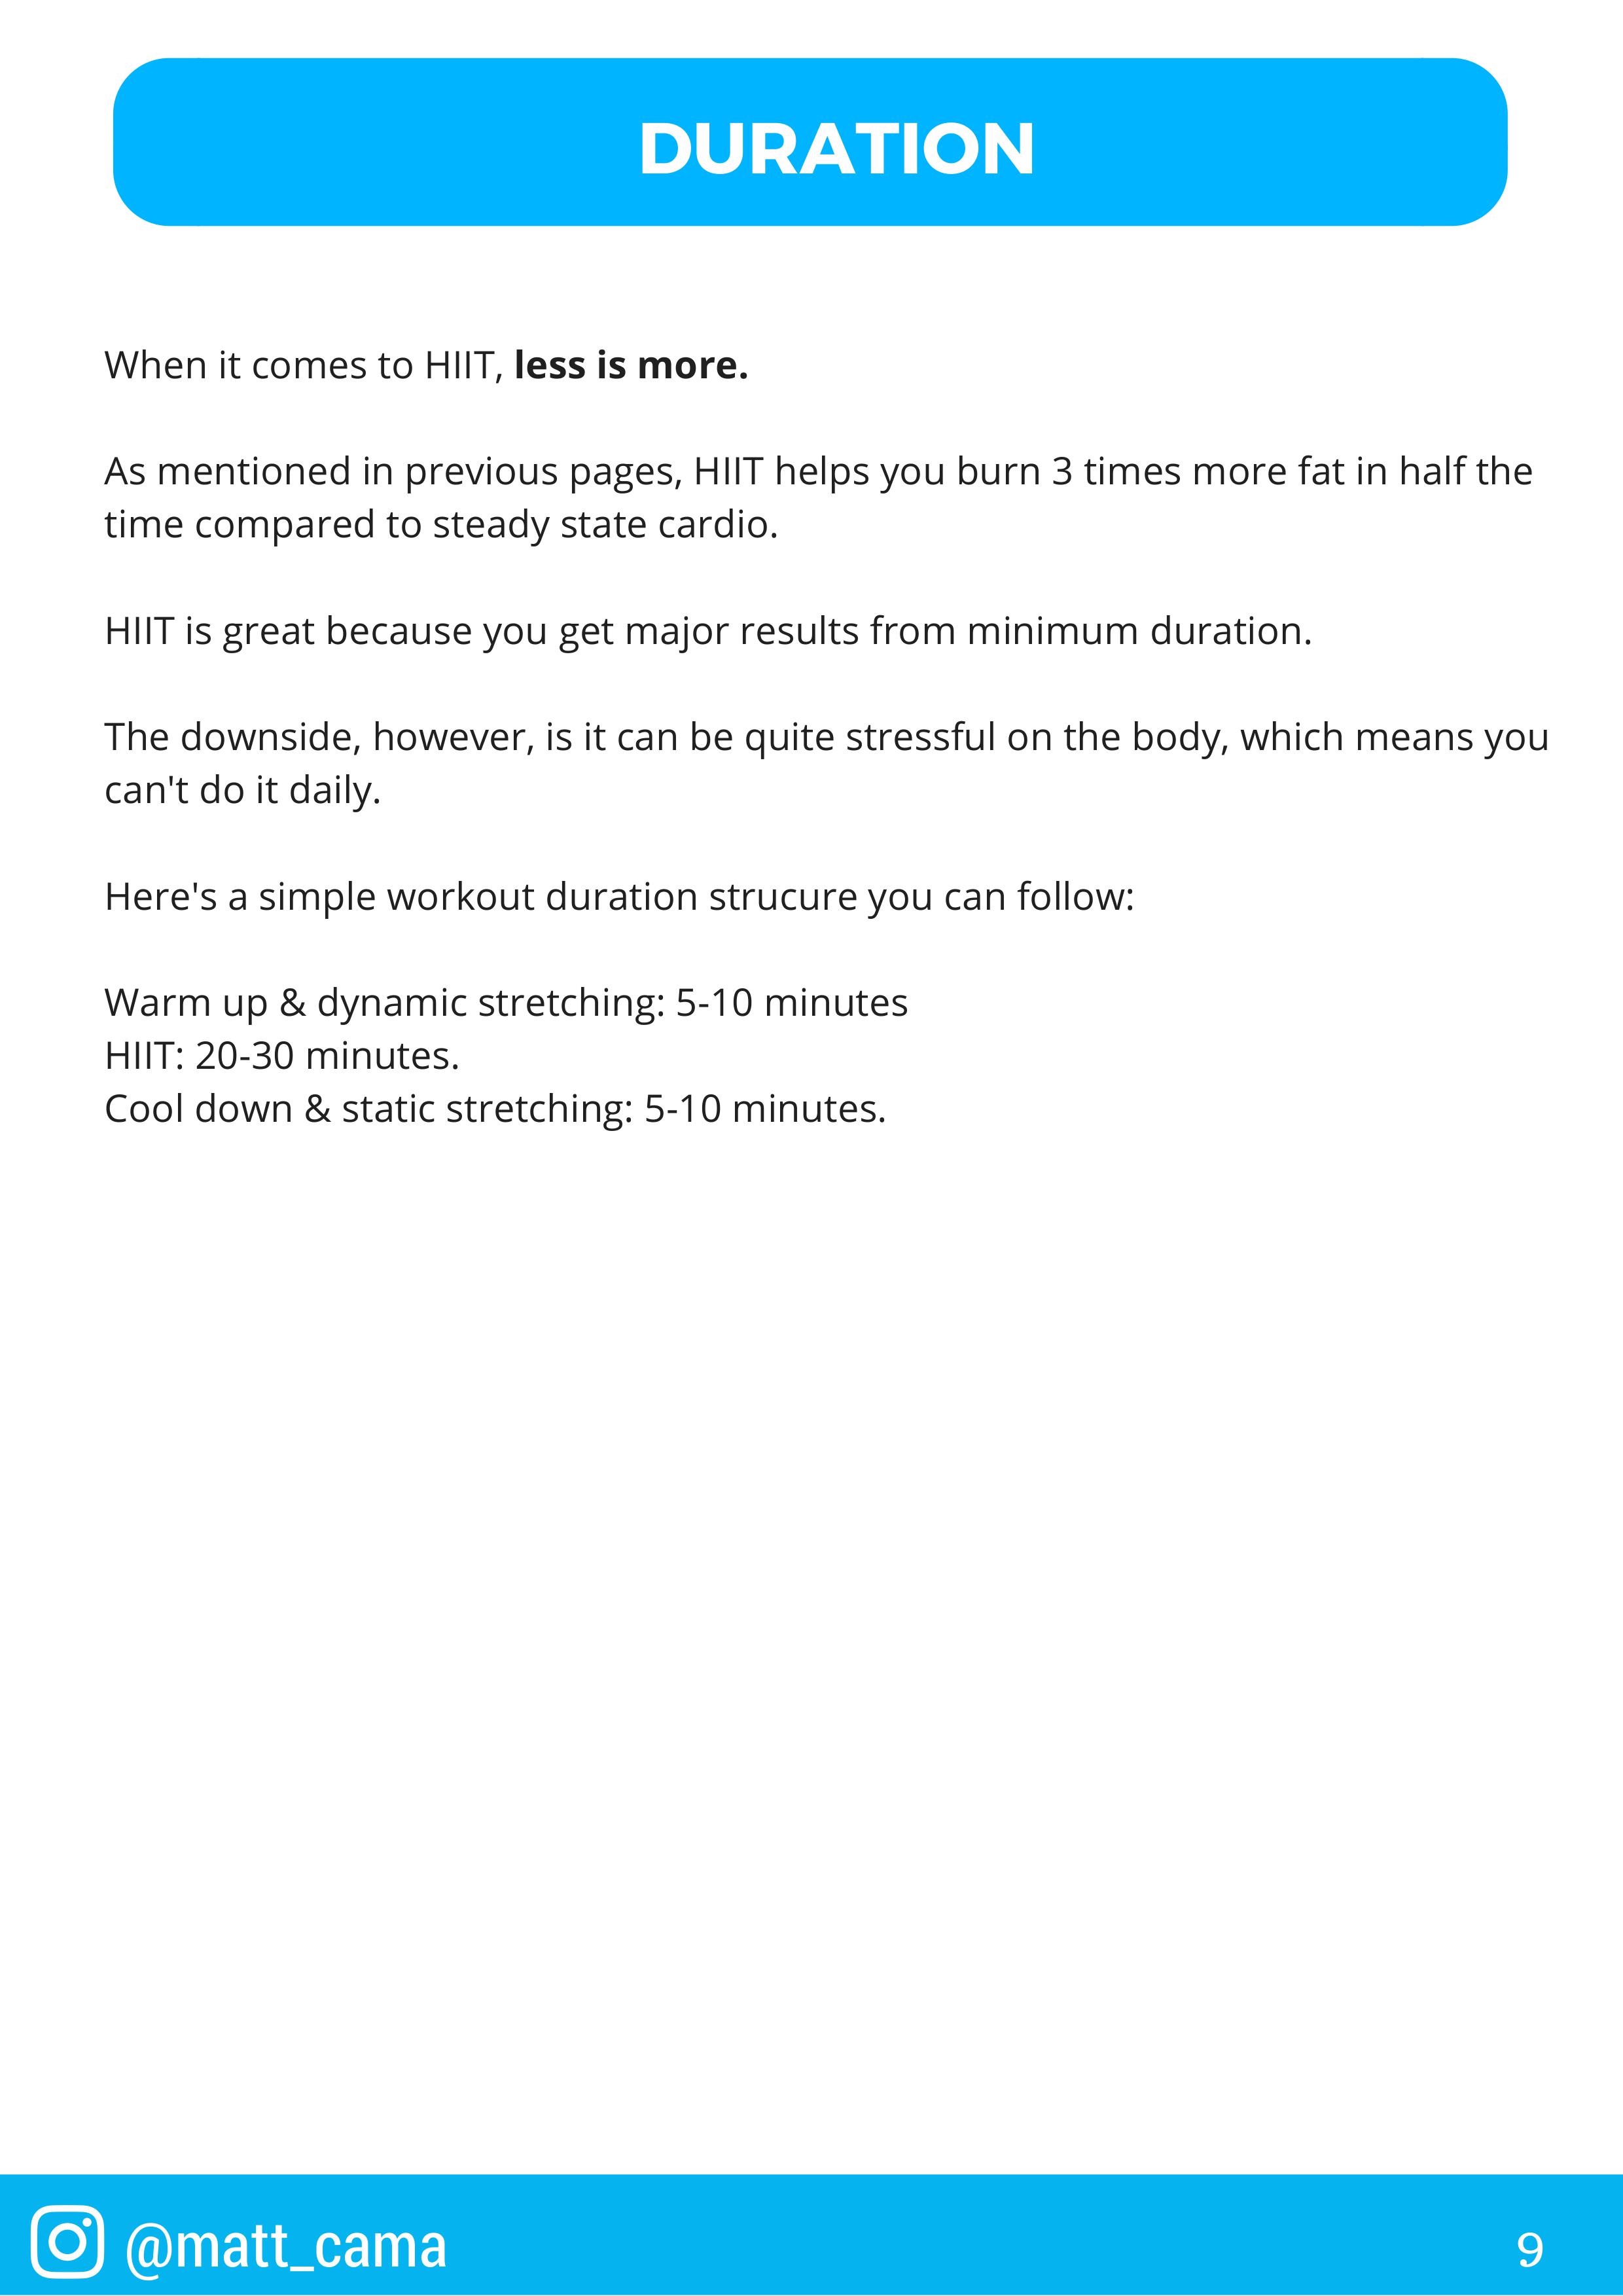 DURATION
When it comes to HIIT, less is more.
As mentioned in previous pages, HIIT helps you burn 3 times more fat in half the
time compared to steady state cardio.
HIIT is great because you get major results from minimum duration.
The downside, however, is it can be quite stressful on the body, which means you
can't do it daily.
Here's a simple workout duration strucure you can follow:
Warm up & dynamic stretching: 5-10 minutes
HIIT: 20-30 minutes.
Cool down & static stretching: 5-10 minutes.
@matt_cama
9